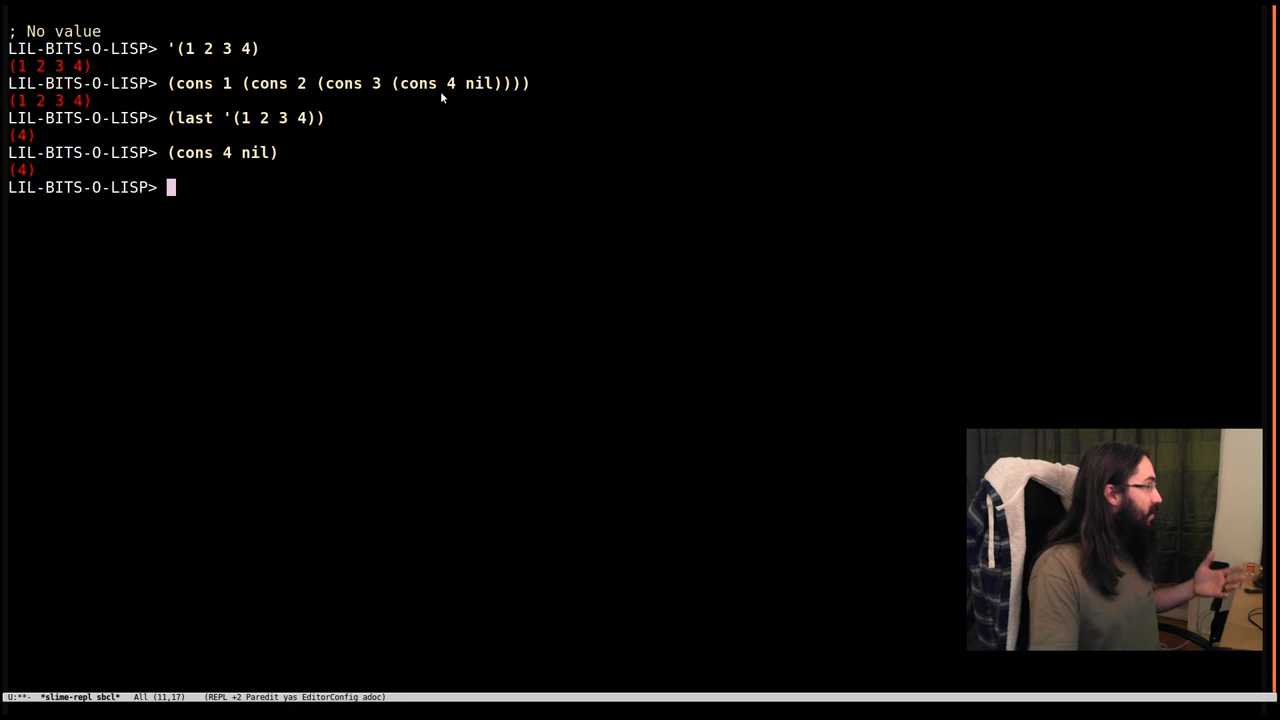 ; No value
LIL-BITS-O-LISP> '(1 2 3 4)
(1 2 3 4)
LIL-BITS-O-LISP> (cons 1 (cons 2 (cons 3 (cons 4 nil))))
(1 2 3 4)
LIL-BITS-O-LISP> (last '(1 2 3 4))
(4)
LIL-BITS-O-LISP> (cons 4 nil)
(4)
LIL-BITS-O-LISP>
U:**-  *slime-repl sbcl*   All (11,17)    (REPL +2 Paredit yas EditorConfig adoc)